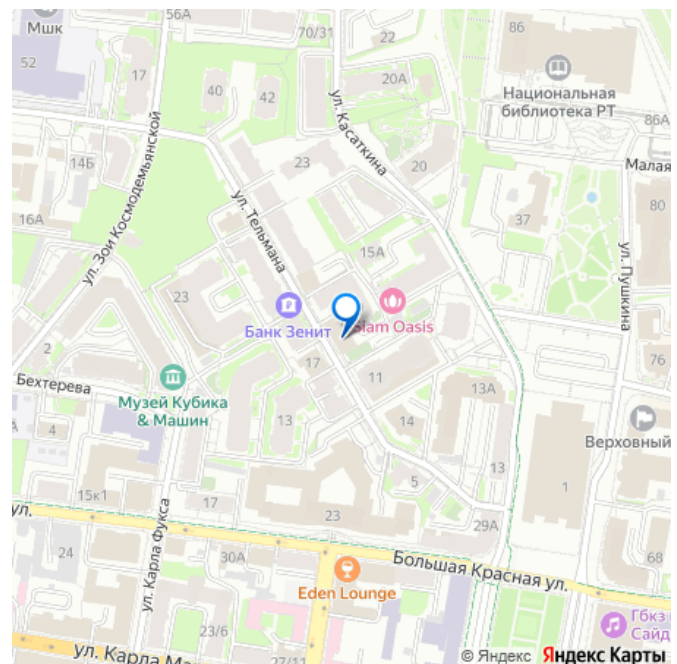 56А
Мшк
70/31
22
86
52
17
40
42
20А
Национальная
библиотека РТ
86А
ул. Касаткина
14Б
23
20
Малая
ул. Зои Космодемьянской
ул. Тельмана
37
80
16А
15А
ул. Пушкина
23
Банк Зенит
Siam Oasis
2
17
76
Бехтерева
11
13А
Музей Кубика
& Машин
4
13
14
Верховный
15к1
17
5
13
1
ул.
23
29А
24
ул. Карла Фукса
30А
Большая Красная ул.
68
Eden Lounge
Гбкз
23/6
Сайд
ул. Карла Ма
27/11
© Яндекс Яндекс Карты